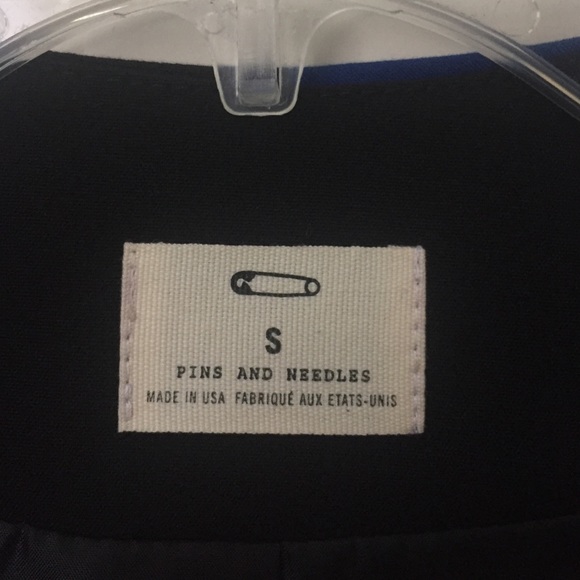 S
PINS AND NEEDLES
MADE IN USA FABRIQUÉ AUX ETATS-UNIS